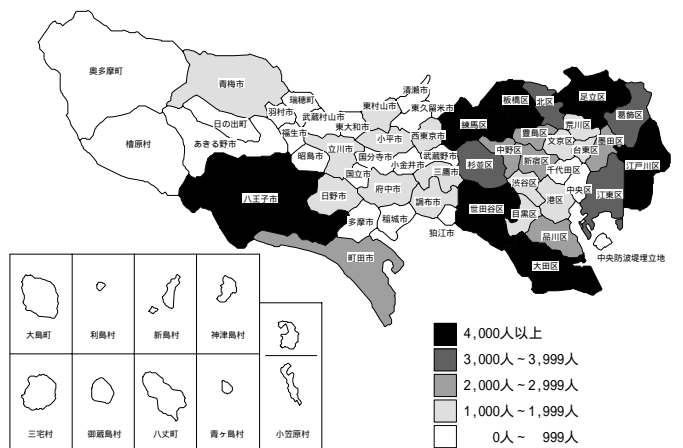 奥多摩町
青梅市
檜原村
日の出町
あきる野市
羽村市
瑞穂町
福生市
武蔵村山市
東大和市
東村山市
清瀬市
東久留米市
昭島市
立川市
小平市
西東京市
国分寺市
小金井市
武蔵野市
三鷹市
国立市
八王子市
日野市
府中市
調布市
多摩市
稲城市
狛江市
町田市
板橋区
北区
足立区
葛飾区
練馬区
豊島区
荒川区
文京区
墨田区
台東区
中野区
新宿区
杉並区
千代田区
江戸川区
渋谷区
中央区
江東区
港区
世田谷区
目黒区
品川区
大田区
中央防波堤埋立地
大島町
利島村
新島村
神津島村
三宅村
御蔵島村
八丈町
青ヶ島村
小笠原村
4,000人以上
3,000人~3,999人
2,000人~2,999人
1,000人~1,999人
0人~ 999人